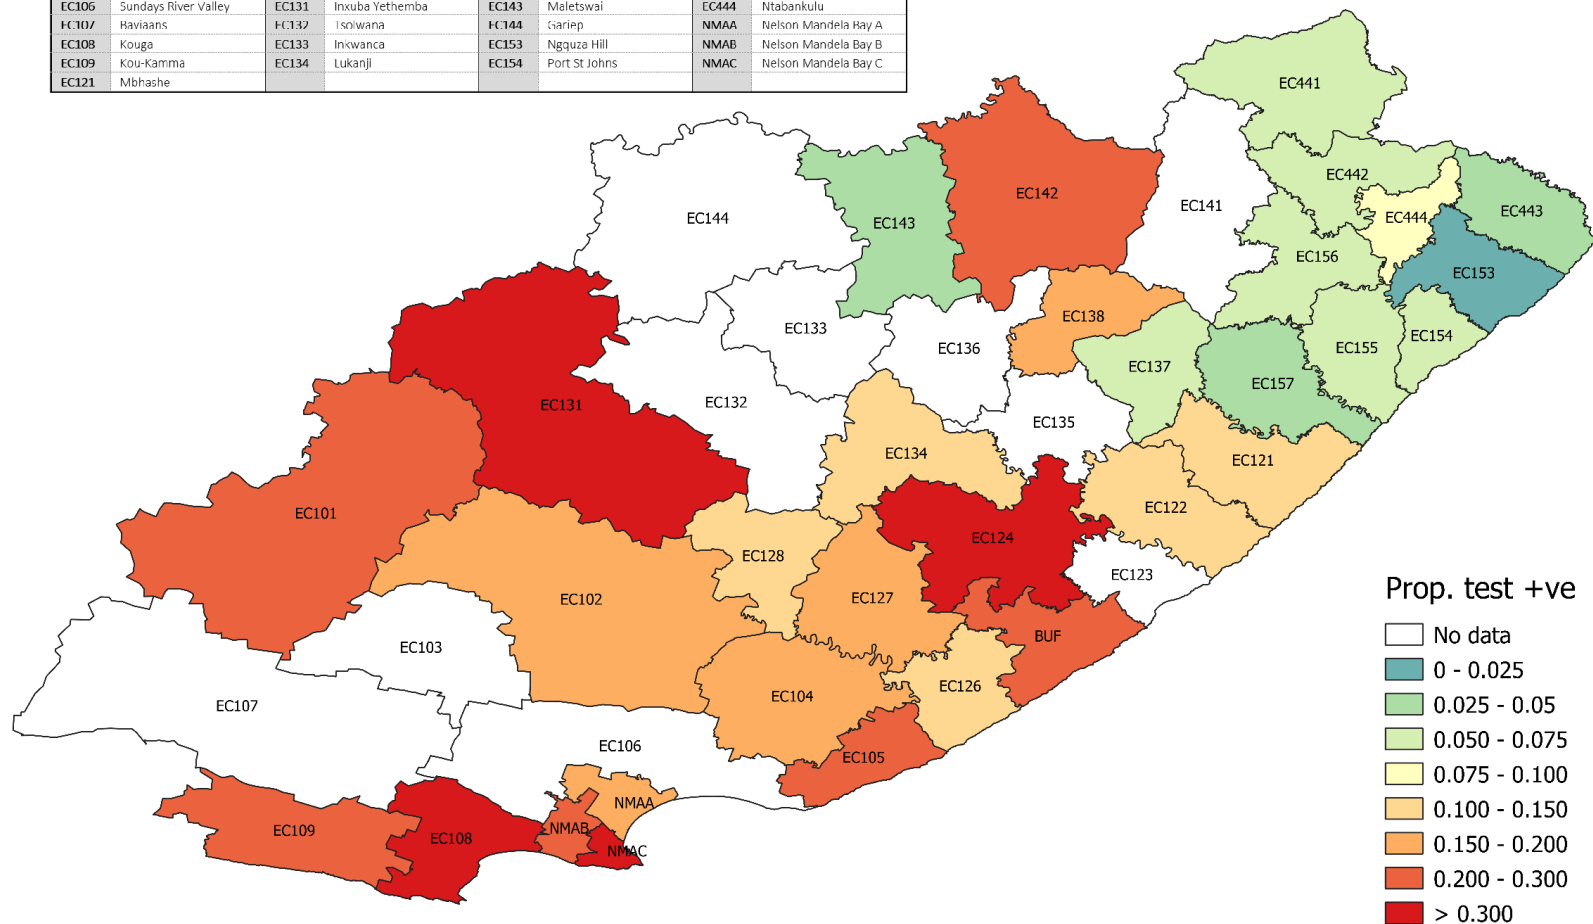 EC106 Sundays River Valley EC131 Inxuba Yethemba EC143 Maletswai EC444 Ntabankulu
EC107 Baviaans EC132 Tsolwana EC144 Gariep NMAA Nelson Mandela Bay A
EC108 Kouga EC133 Inkwanca EC153 Ngquza Hill NMAB Nelson Mandela Bay B
EC109 Kou-Kamma EC134 Lukanji EC154 Port St Johns NMAC Nelson Mandela Bay C
EC121 Mbhashe
EC441
EC442
EC444
EC443
EC142
EC141
EC144
EC143
EC156
EC153
EC138
EC133
EC136
EC155
EC154
EC137
EC157
EC131
EC132
EC135
EC134
EC121
EC122
EC101
EC124
EC128
EC123
EC102
EC127
BUF
EC103
EC126
EC104
EC107
EC106
EC105
NMAA
NMAB
NMAC
EC109
EC108
Prop. test +ve
No data
0 - 0.025
0.025 - 0.05
0.050 - 0.075
0.075 - 0.100
0.100 - 0.150
0.150 - 0.200
0.200 - 0.300
> 0.300